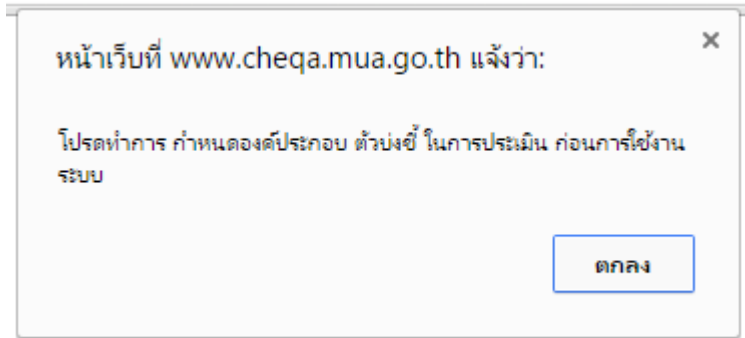 หน้าเว็บที่ www.cheqa.mua.go.th แจ้งว่า:
โปรดทำการ กำหนดองค์ประกอบ ตัวบ่งชี้ ในการประเมิน ก่อนการใช้งาน
ระบบ
ตกลง